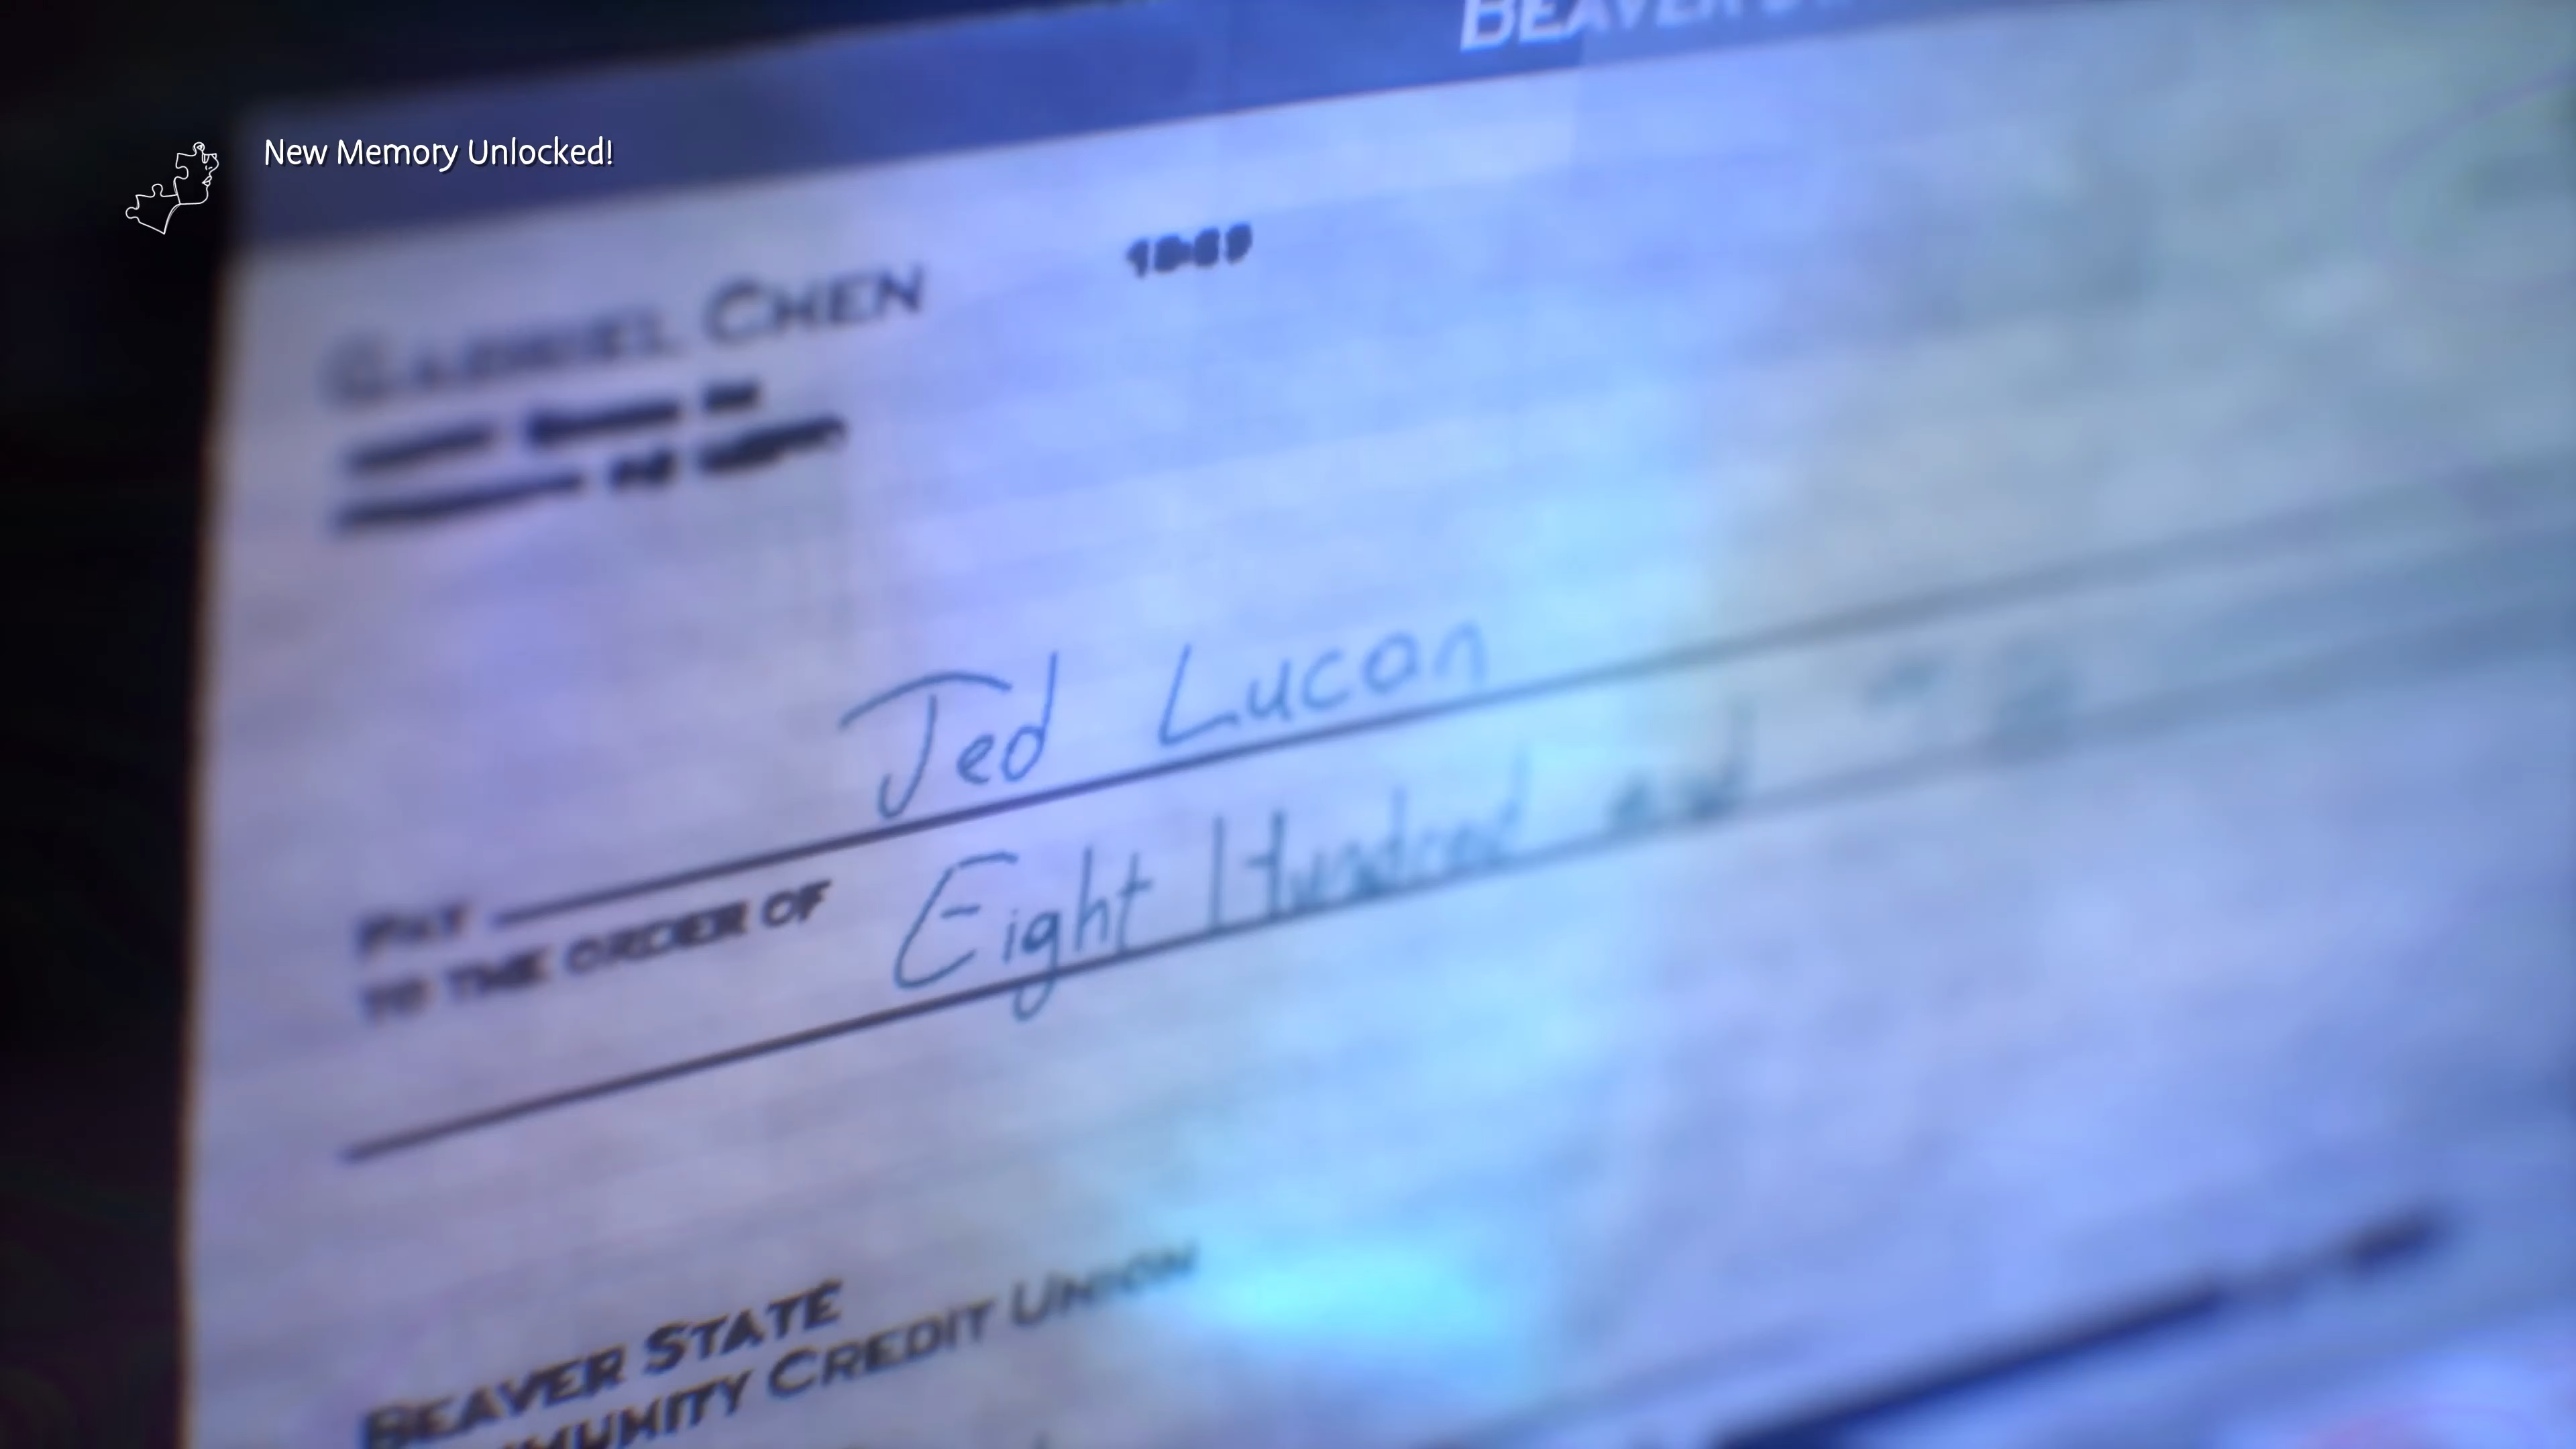 BEAVER
New Memory Unlocked!
GABRIEL CHEN
Jed Lucan
PAY
TO THE ORDER OF
Eight Hundred and
BEAVER STATE
COMMUNITY CREDIT UNION